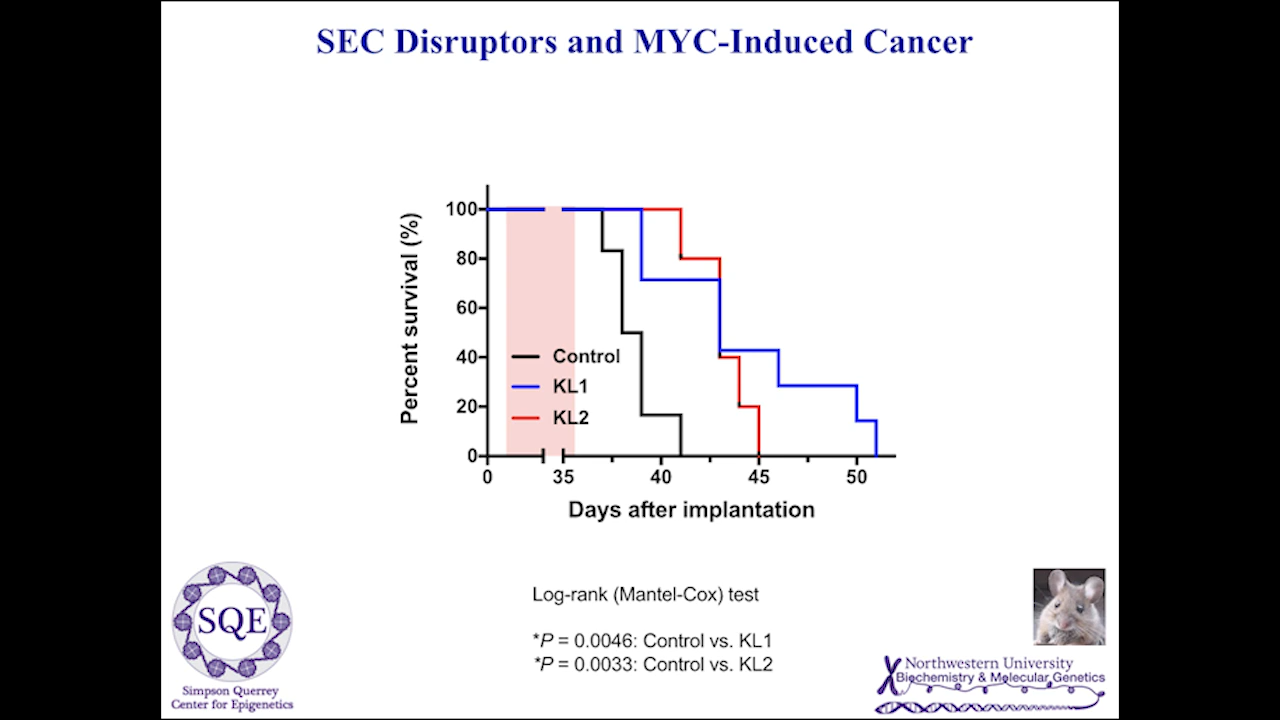 SEC Disruptors and MYC-Induced Cancer
Percent survival (%)
100
80
60
40
20
0
Control
KL1
KL2
0 35 40 45 50
Days after implantation
Log-rank (Mantel-Cox) test
*P = 0.0046: Control vs. KL1
*P = 0.0033: Control vs. KL2
SQE
Simpson Querrey
Center for Epigenetics
Northwestern University
Biochemistry & Molecular Genetics